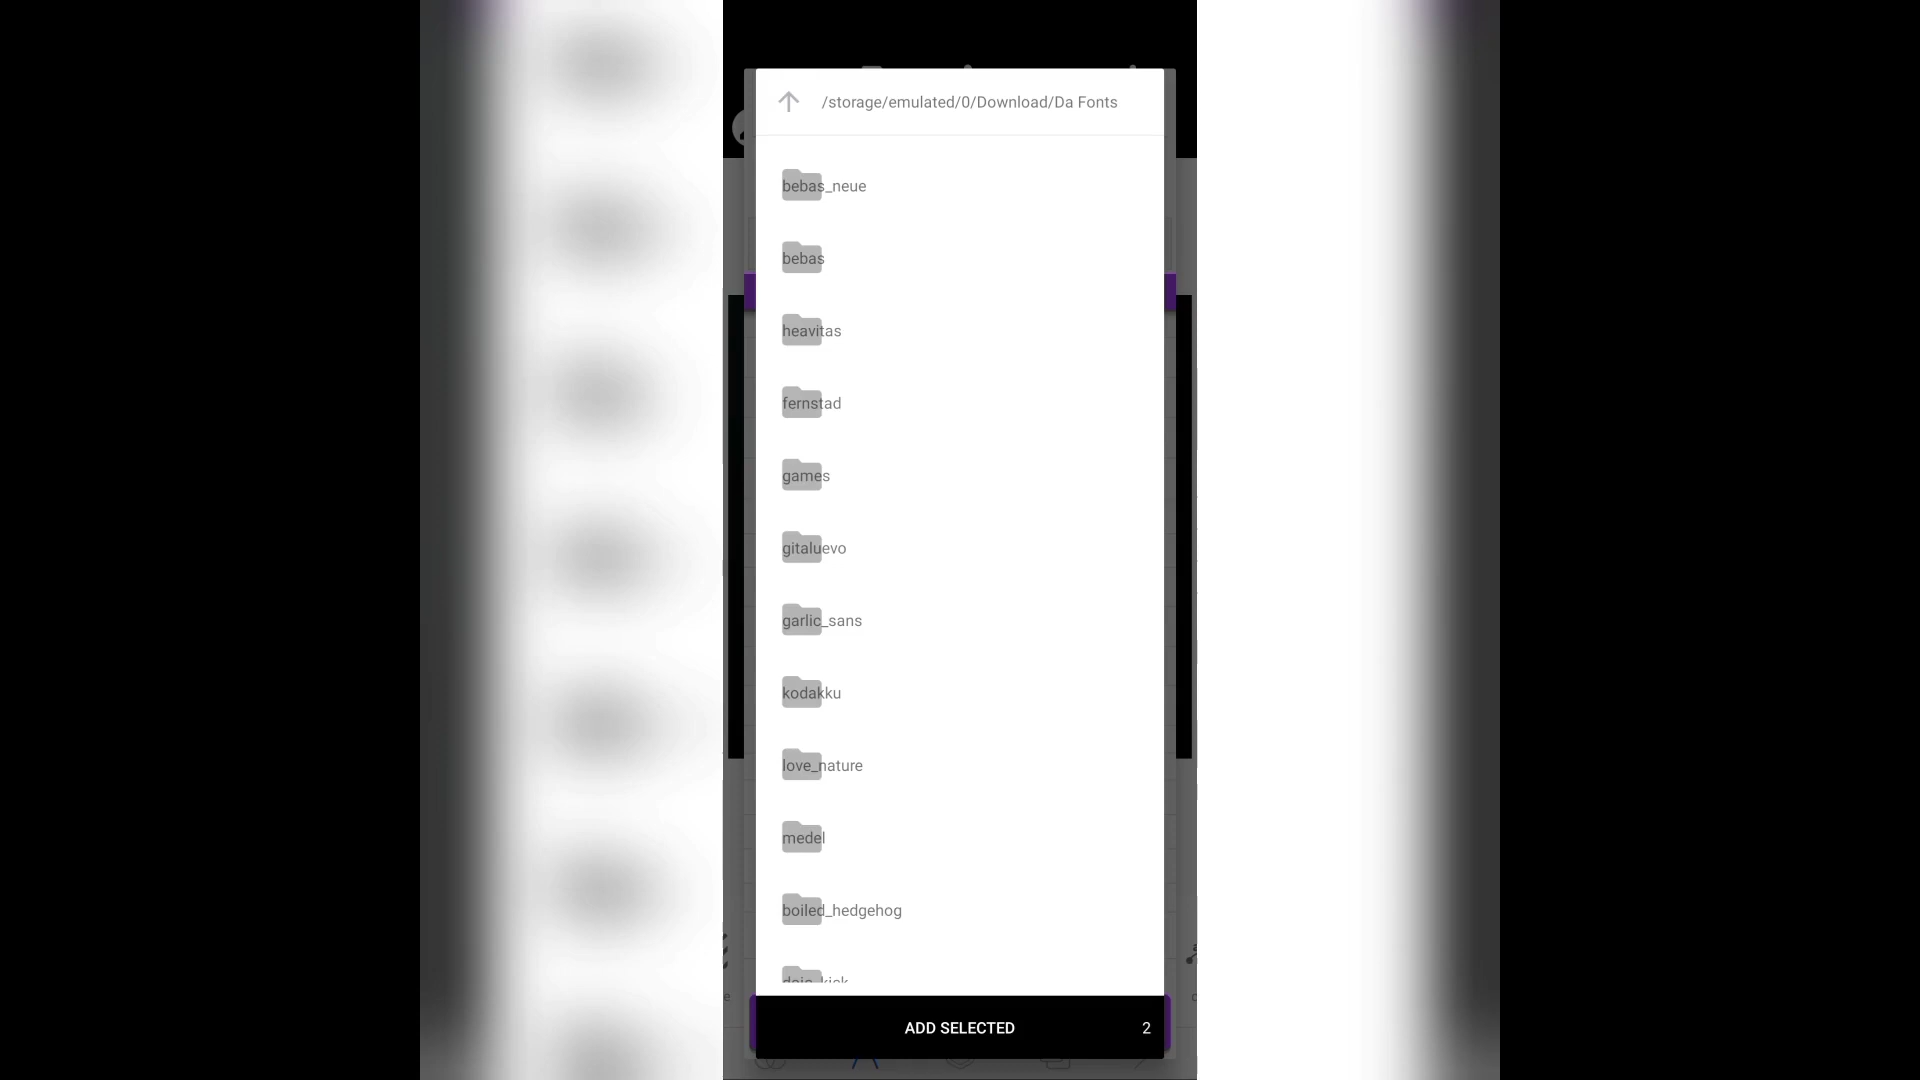 /storage/emulated/0/Download/Da Fonts
bebas_neue
bebas
heavitas
fernstad
games
gitaluevo
garlic_sans
kodakku
love_nature
medel
boiled_hedgehog
ADD SELECTED 2